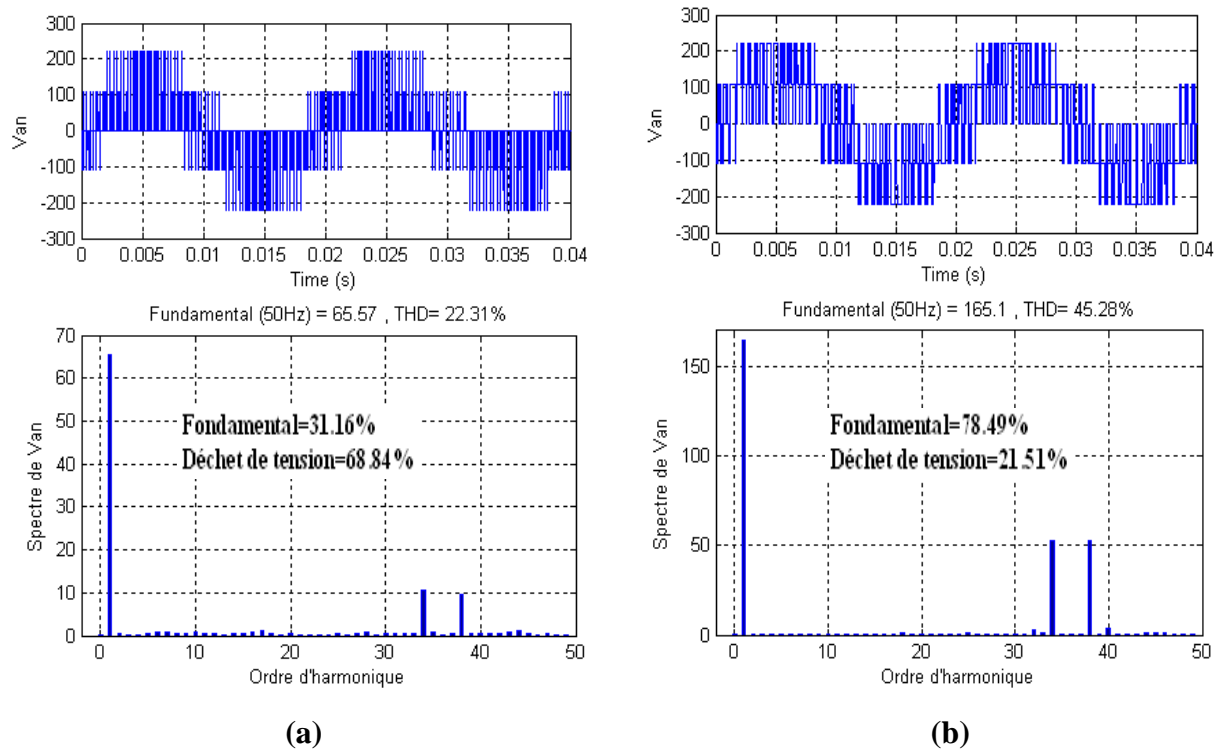 300
200
100
0
-100
-200
-300
Van
0 0.005 0.01 0.015 0.02 0.025 0.03 0.035 0.04
Time (s)
Fundamental (50Hz) = 65.57 , THD= 22.31%
70
60
50
40
30
20
10
0
Spectre de Van
Fondamental=31.16%
Déchet de tension=68.84%
0 10 20 30 40 50
Ordre d'harmonique
(a)
300
200
100
0
-100
-200
-300
Van
0 0.005 0.01 0.015 0.02 0.025 0.03 0.035 0.04
Time (s)
Fundamental (50Hz) = 165.1 , THD= 45.28%
150
100
50
0
Spectre de Van
Fondamental=78.49%
Déchet de tension=21.51%
0 10 20 30 40 50
Ordre d'harmonique
(b)